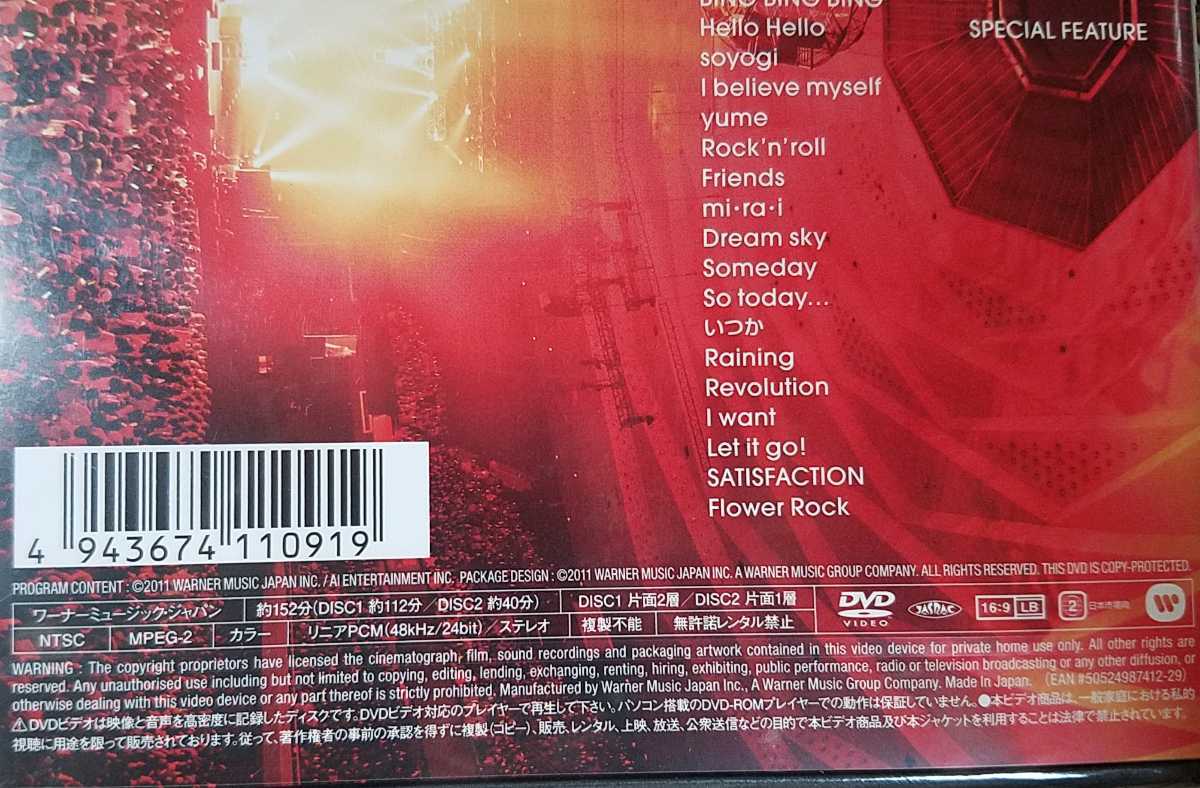 BING BING BING
Hello Hello
soyogi
I believe myself
yume
Rock'n'roll
Friends
mi・ra・i
Dream sky
Someday
So today...
いつか
Raining
Revolution
I want
Let it go!
SATISFACTION
Flower Rock
SPECIAL FEATURE
4 943674 110919
PROGRAM CONTENT : ©2011 WARNER MUSIC JAPAN INC. / AI ENTERTAINMENT INC. PACKAGE DESIGN : ©2011 WARNER MUSIC JAPAN INC. A WARNER MUSIC GROUP COMPANY. ALL RIGHTS RESERVED. THIS DVD IS COPY-PROTECTED.
ワーナーミュージック・ジャパン 約152分(DISC1 約112分/DISC2 約40分) DISC1 片面2層/DISC2 片面1層 DVD VIDEO JASRAC 16:9 LB 2 日本市場向
NTSC MPEG-2 カラー リニアPCM(48kHz/24bit)/ステレオ 複製不能 無許諾レンタル禁止
WARNING : The copyright proprietors have licensed the cinematograph, film, sound recordings and packaging artwork contained in this video device for private home use only. All other rights are
reserved. Any unauthorised use including but not limited to copying, editing, lending, exchanging, renting, hiring, exhibiting, public performance, radio or television broadcasting or any other diffusion, or
otherwise dealing with this video device or any part thereof is strictly prohibited. Manufactured by Warner Music Japan Inc., A Warner Music Group Company. Made In Japan. (EAN #50524987412-29)
⚠DVDビデオは映像と音声を高密度に記録したディスクです。DVDビデオ対応のプレイヤーで再生して下さい。パソコン搭載のDVD-ROMプレイヤーでの動作は保証していません。●本ビデオ商品は、一般家庭における私的
視聴に用途を限って販売されております。従って、著作権者の事前の承認を得ずに複製(コピー)、販売、レンタル、上映、放送、公衆送信などの目的で本ビデオ商品及び本ジャケットを利用することは法律で禁止されています。